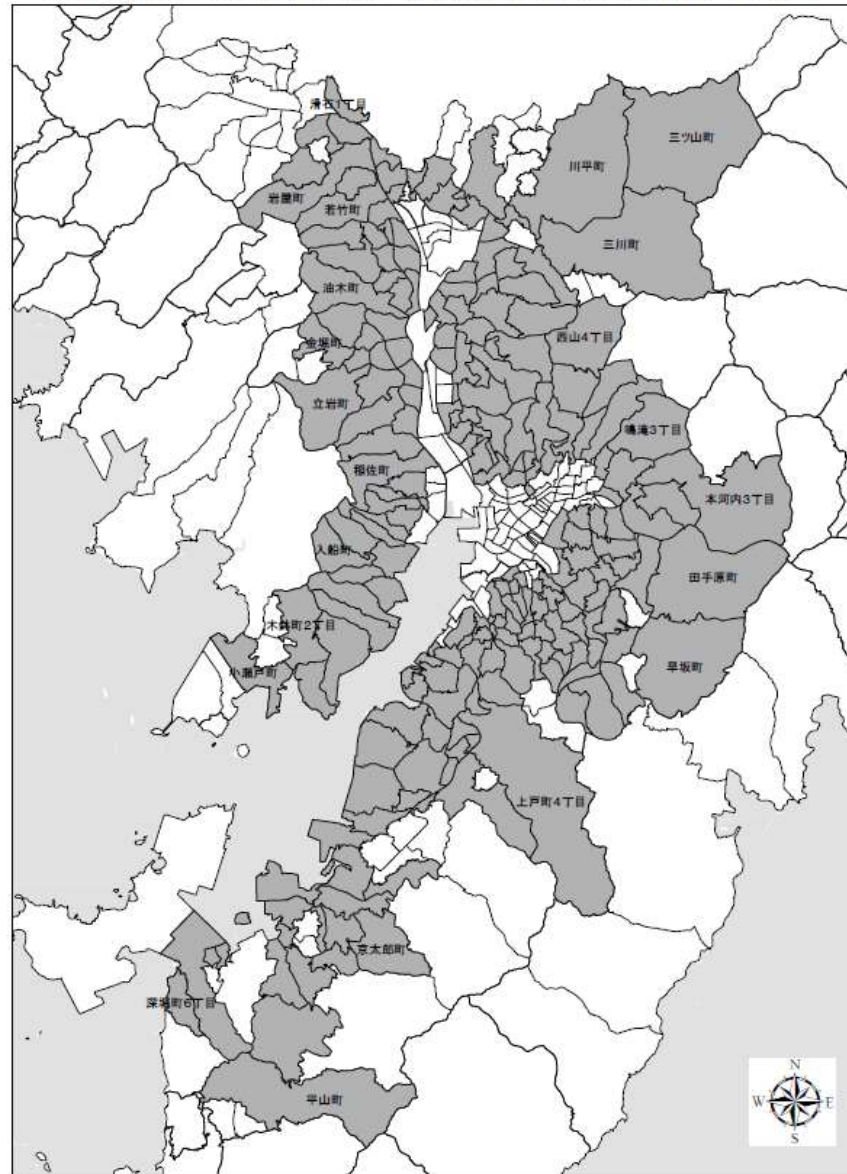 滑石1丁目
三ツ山町
川平町
岩屋町
若竹町
三川町
油木町
西山4丁目
金堀町
立岩町
鳴滝3丁目
稲佐町
本河内3丁目
入船町
田手原町
木鉢町2丁目
早坂町
小瀬戸町
上戸町4丁目
京太郎町
深堀町6丁目
平山町
N
W
E
S